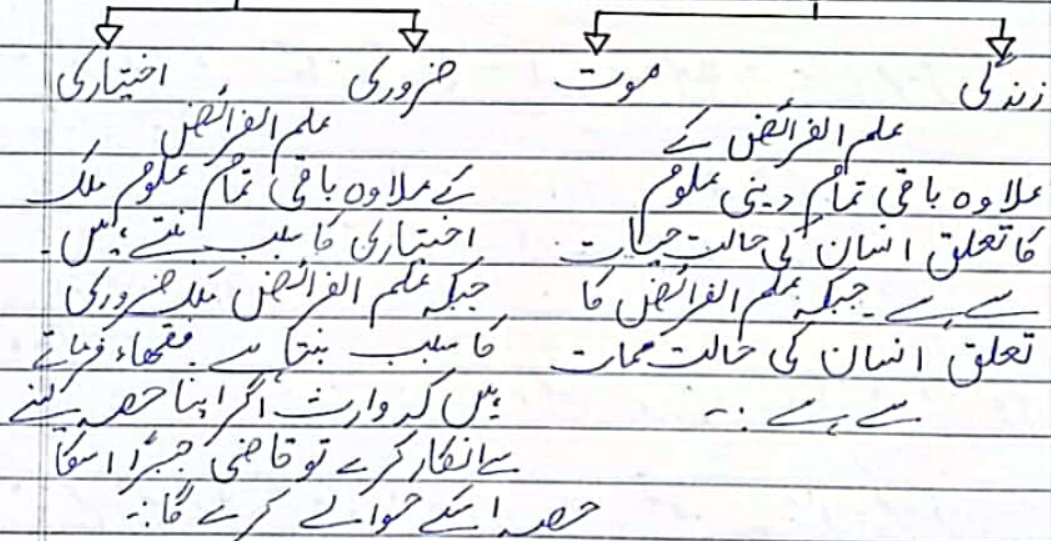 زندگی
موت
علم الفرائض کے
علاوہ باقی تمام دینی علوم
کا تعلق انسان کی حالت حیات
سے ہے۔ جبکہ علم الفرائض کا
تعلق انسان کی حالت ممات
سے ہے :۔
ضروری
اختیاری
علم الفرائض
کے علاوہ باقی تمام علوم ملک
اختیاری کا سبب بنتے ہیں۔
جبکہ علم الفرائض ملک ضروری
کا سبب بنتا ہے۔ فقھاء فرماتے
ہیں کہ وارث اگر اپنا حصہ لینے
سے انکار کرے تو قاضی جبرًا اسکا
حصہ اسکے حوالے کرے گا:۔